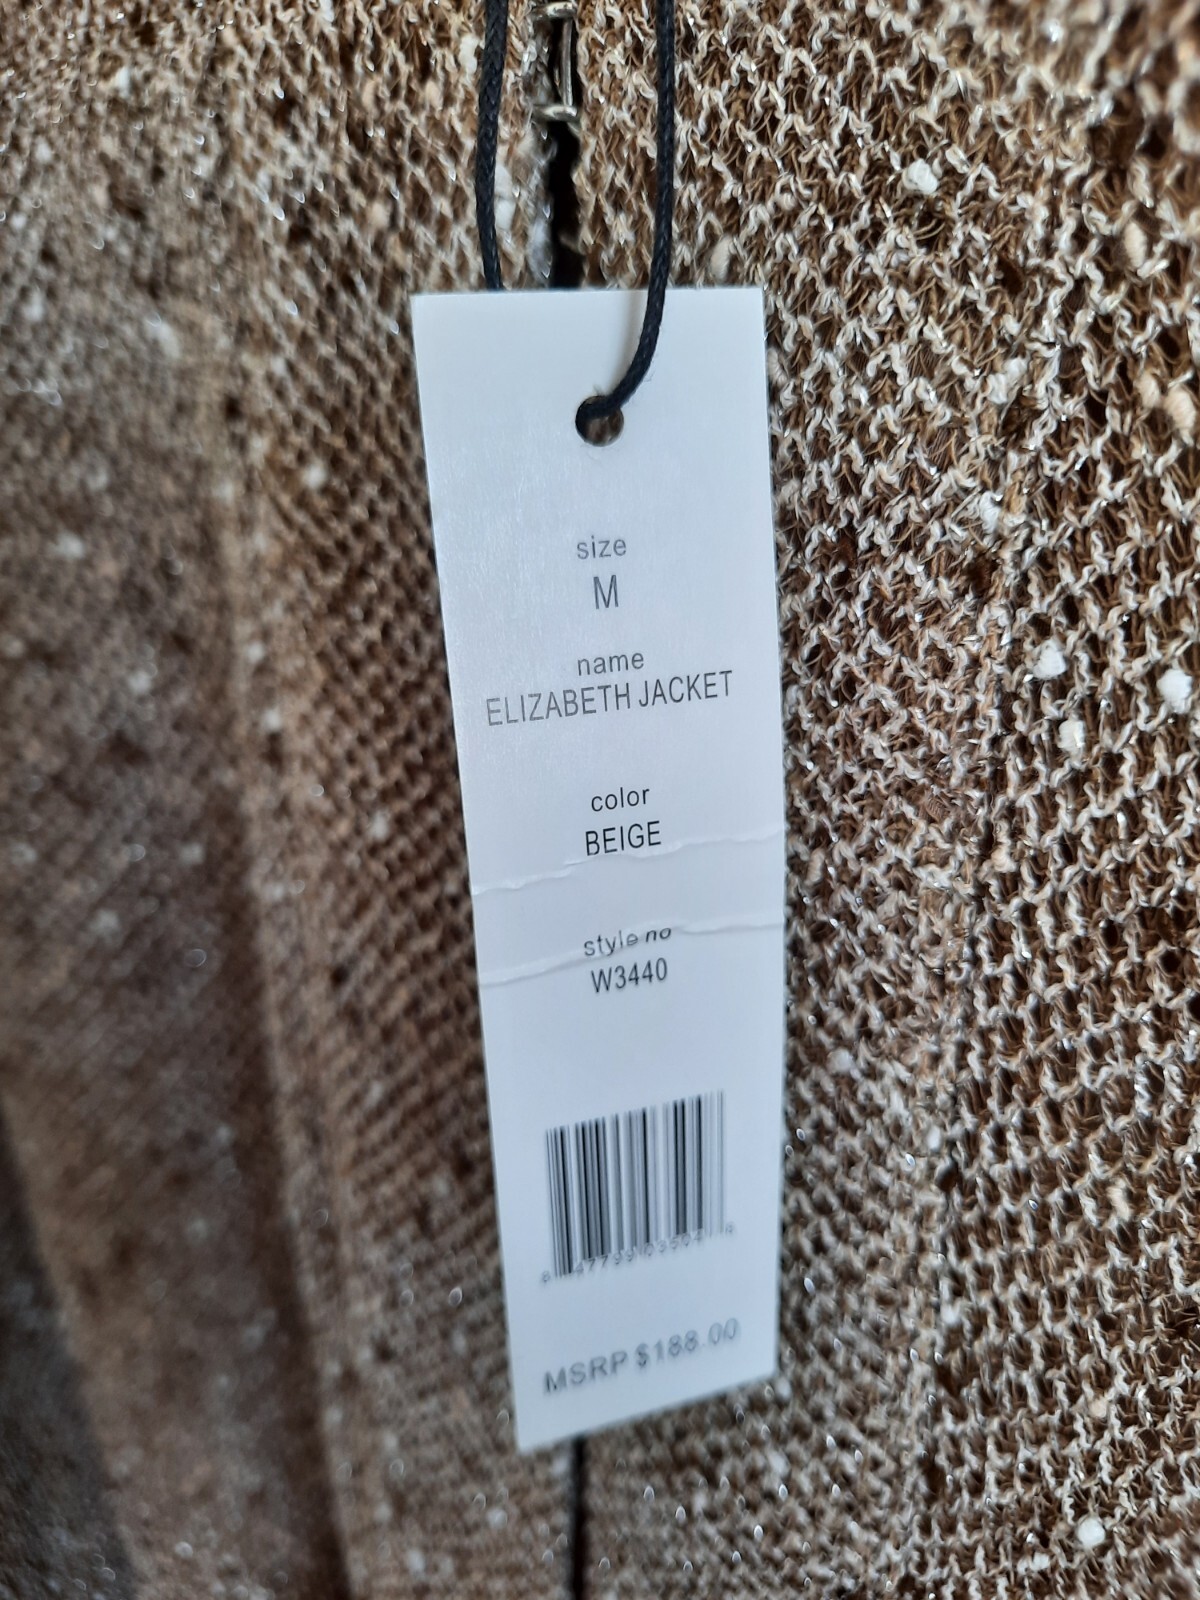 size
M
name
ELIZABETH JACKET
color
BEIGE
style no
W3440
MSRP $188.00